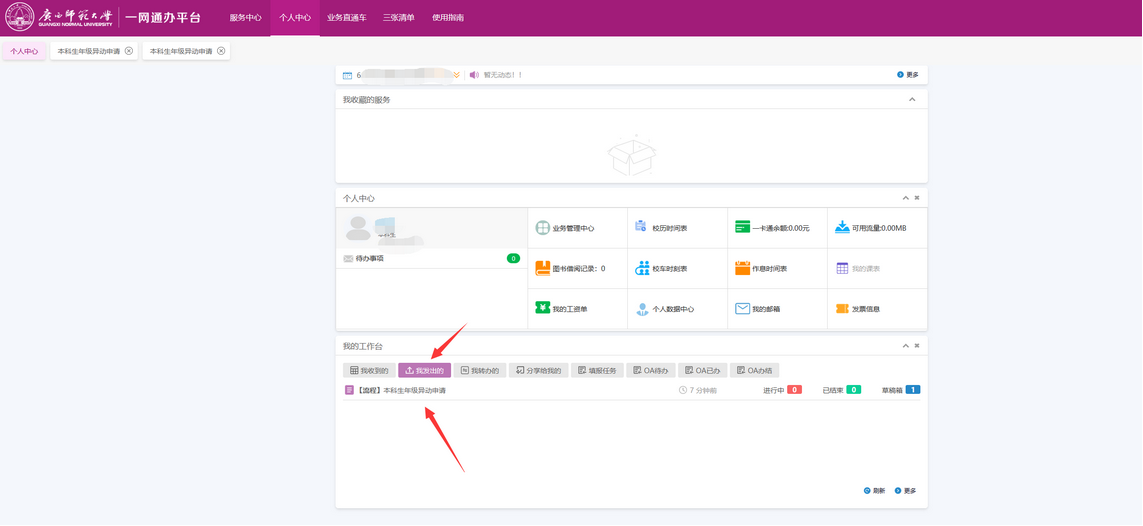 广西师范大学
GUANGXI NORMAL UNIVERSITY
一网通办平台
服务中心
个人中心
业务直通车
三张清单
使用指南
个人中心
本科生年级异动申请
本科生年级异动申请
6
暂无动态！！
更多
我收藏的服务
个人中心
待办事项
0
业务管理中心
校历时间表
一卡通余额:0.00元
可用流量:0.00MB
图书借阅记录：0
校车时刻表
作息时间表
我的课表
我的工资单
个人数据中心
我的邮箱
发票信息
我的工作台
我收到的
我发出的
我转办的
分享给我的
填报任务
OA待办
OA已办
OA办结
【流程】本科生年级异动申请
7 分钟前
进行中 0
已结束 0
草稿箱 1
刷新
更多